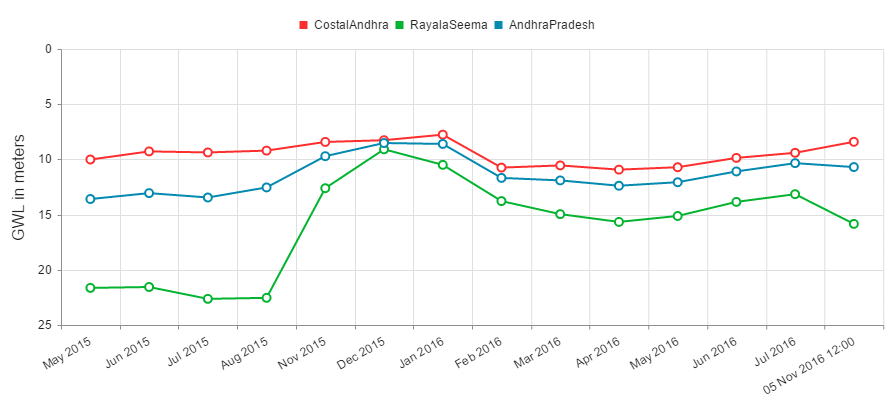 CostalAndhra RayalaSeema AndhraPradesh
GWL in meters
0
5
10
15
20
25
May 2015 Jun 2015 Jul 2015 Aug 2015 Nov 2015 Dec 2015 Jan 2016 Feb 2016 Mar 2016 Apr 2016 May 2016 Jun 2016 Jul 2016 05 Nov 2016 12:00